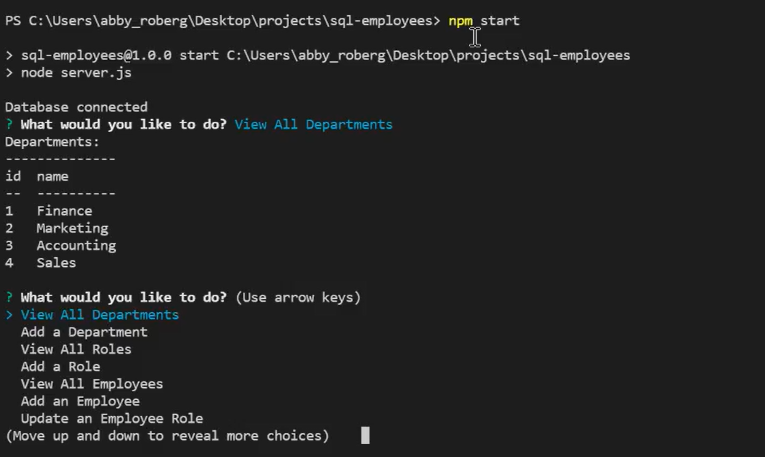 PS C:\Users\abby_roberg\Desktop\projects\sql-employees> npm start
> sql-employees@1.0.0 start C:\Users\abby_roberg\Desktop\projects\sql-employees
> node server.js
Database connected
? What would you like to do? View All Departments
Departments:
--------------
id  name
--  ----------
1   Finance
2   Marketing
3   Accounting
4   Sales
? What would you like to do? (Use arrow keys)
> View All Departments
  Add a Department
  View All Roles
  Add a Role
  View All Employees
  Add an Employee
  Update an Employee Role
(Move up and down to reveal more choices)